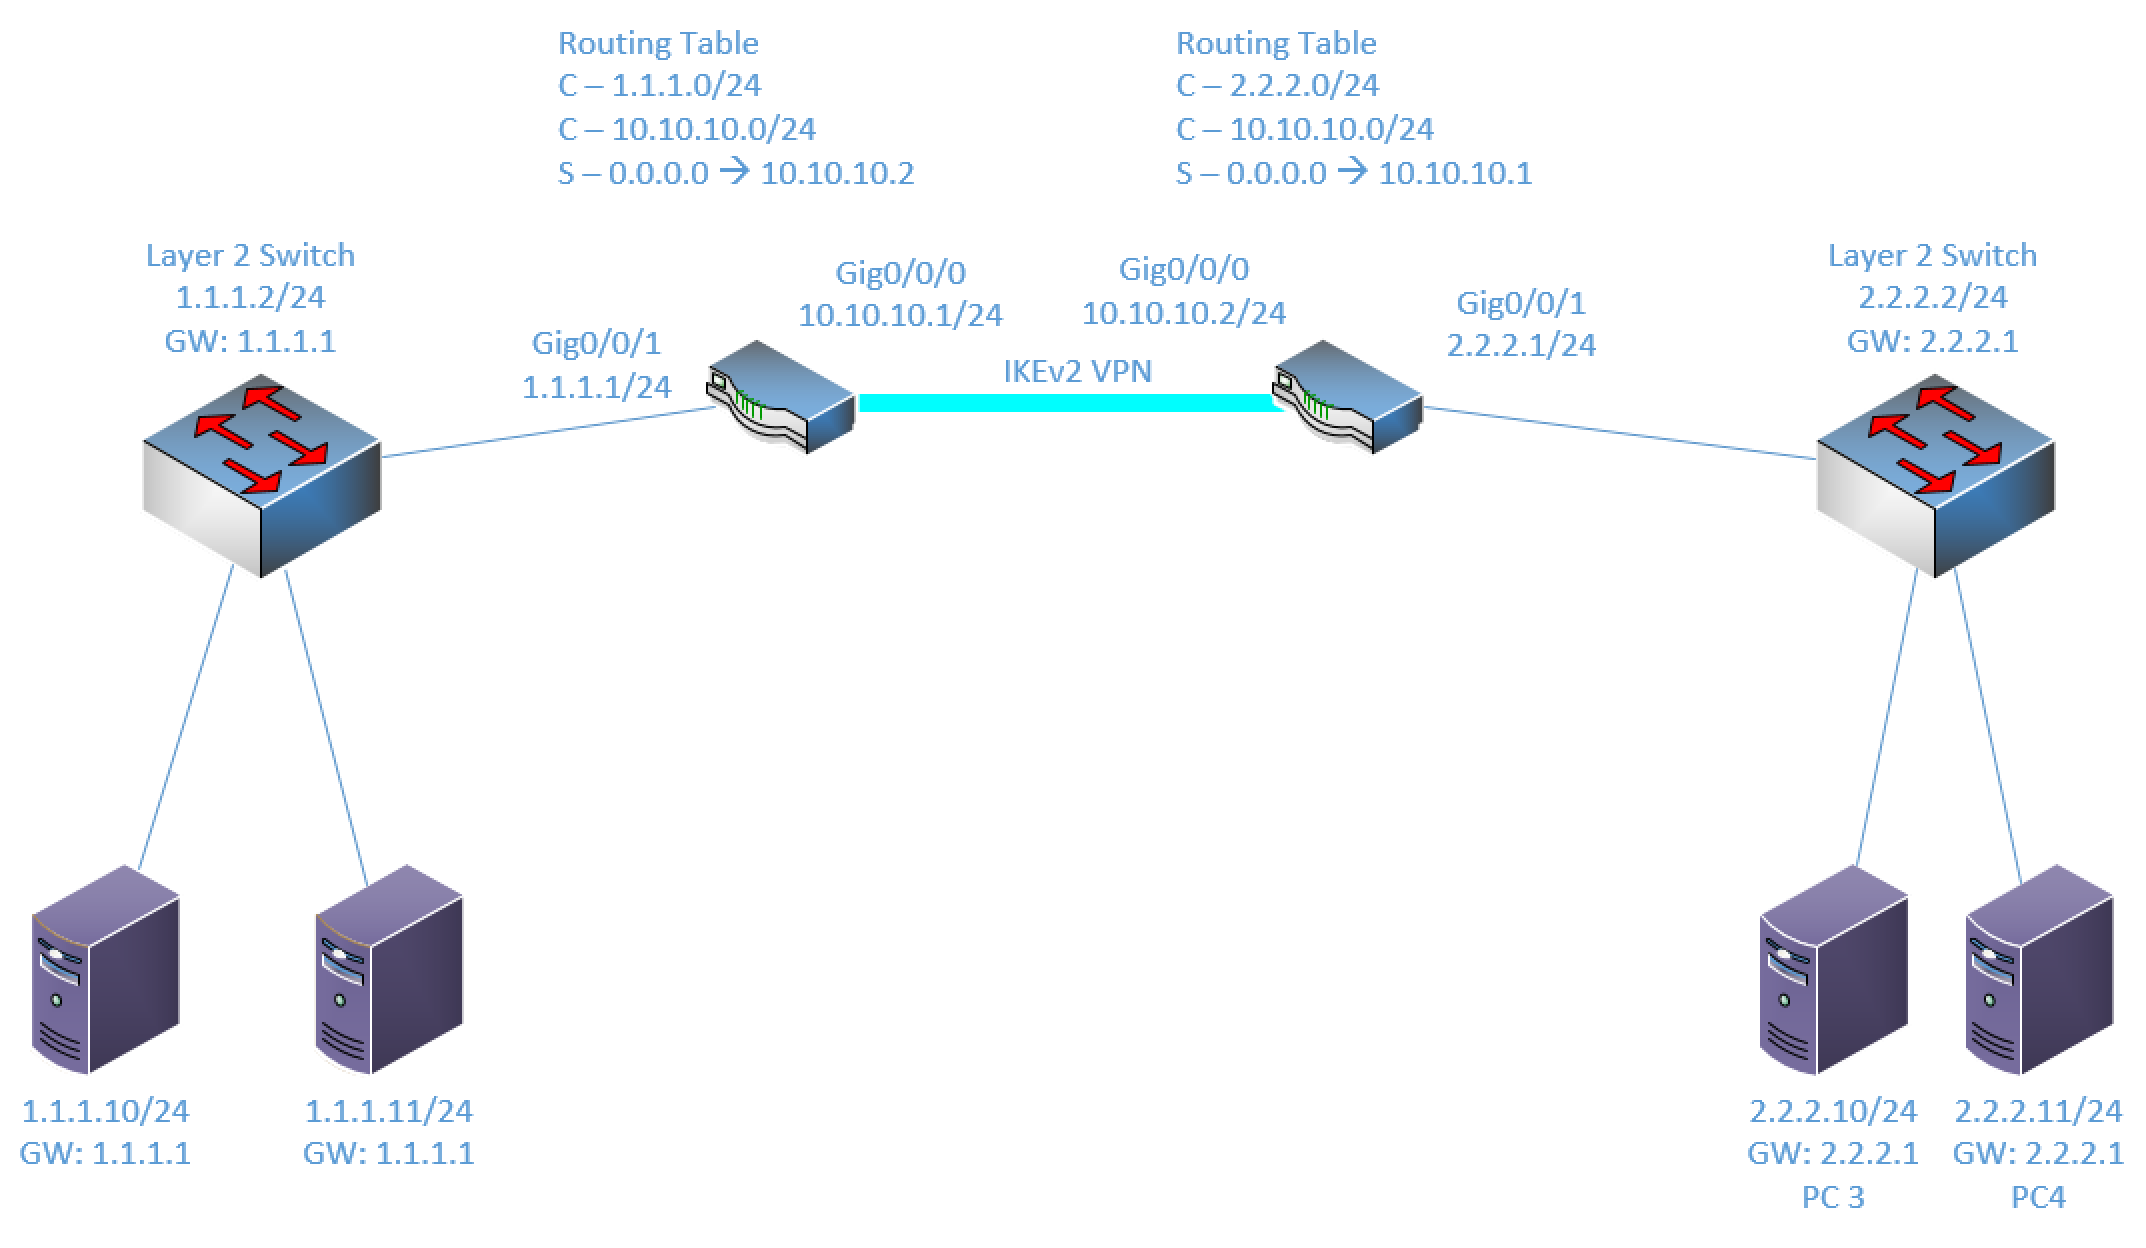 Routing Table
C – 1.1.1.0/24
C – 10.10.10.0/24
S – 0.0.0.0 → 10.10.10.2
Routing Table
C – 2.2.2.0/24
C – 10.10.10.0/24
S – 0.0.0.0 → 10.10.10.1
Layer 2 Switch
1.1.1.2/24
GW: 1.1.1.1
Gig0/0/1
1.1.1.1/24
Gig0/0/0
10.10.10.1/24
Gig0/0/0
10.10.10.2/24
IKEv2 VPN
Gig0/0/1
2.2.2.1/24
Layer 2 Switch
2.2.2.2/24
GW: 2.2.2.1
1.1.1.10/24
GW: 1.1.1.1
1.1.1.11/24
GW: 1.1.1.1
2.2.2.10/24
GW: 2.2.2.1
PC 3
2.2.2.11/24
GW: 2.2.2.1
PC4